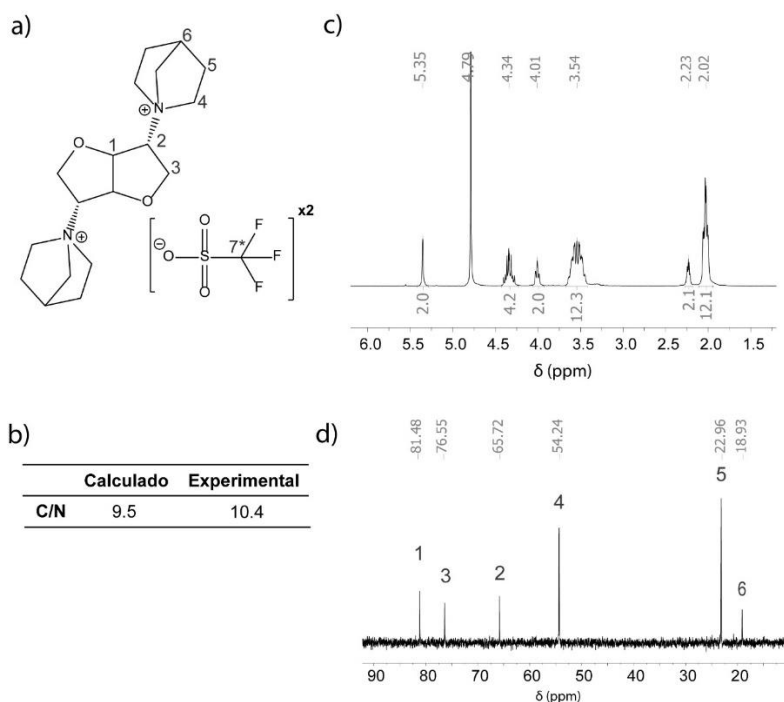 a)
6
5
4
N
⊕
O
1
2
3
O
N
⊕
x2
O
F
7*
⊖
O
S
C
F
O
F
b)
Calculado Experimental
C/N 9.5 10.4
c)
5.35 4.79 4.34 4.01 3.54 2.23 2.02
2.0 4.2 2.0 12.3 2.1 12.1
6.0 5.5 5.0 4.5 4.0 3.5 3.0 2.5 2.0 1.5
δ (ppm)
d)
81.48 76.55 65.72 54.24 22.96 18.93
5
4
1
2
3
6
90 80 70 60 50 40 30 20
δ (ppm)